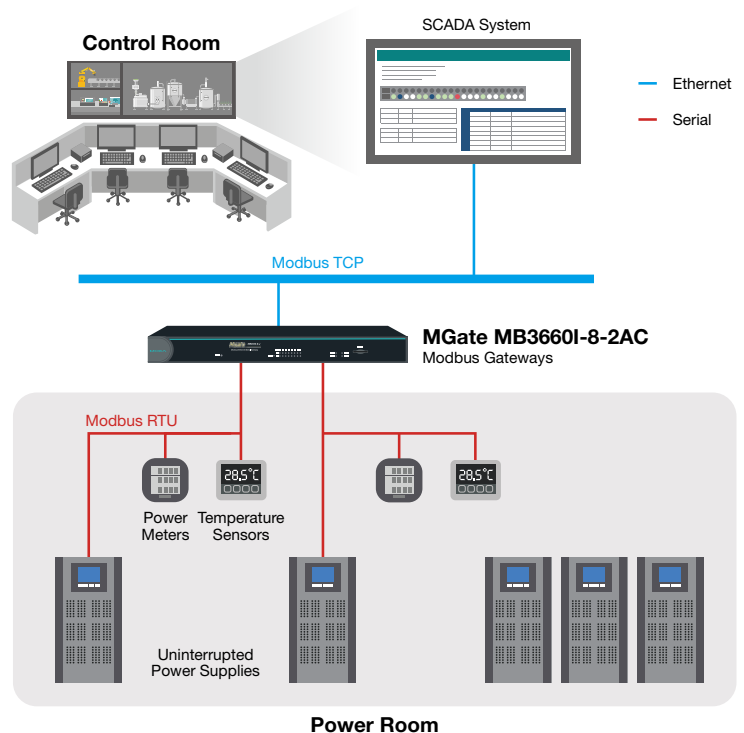 Control Room
SCADA System
Ethernet
Serial
Modbus TCP
MGate MB3660I-8-2AC
Modbus Gateways
Modbus RTU
28.5°C
28.5°C
Power
Meters
Temperature
Sensors
Uninterrupted
Power Supplies
Power Room